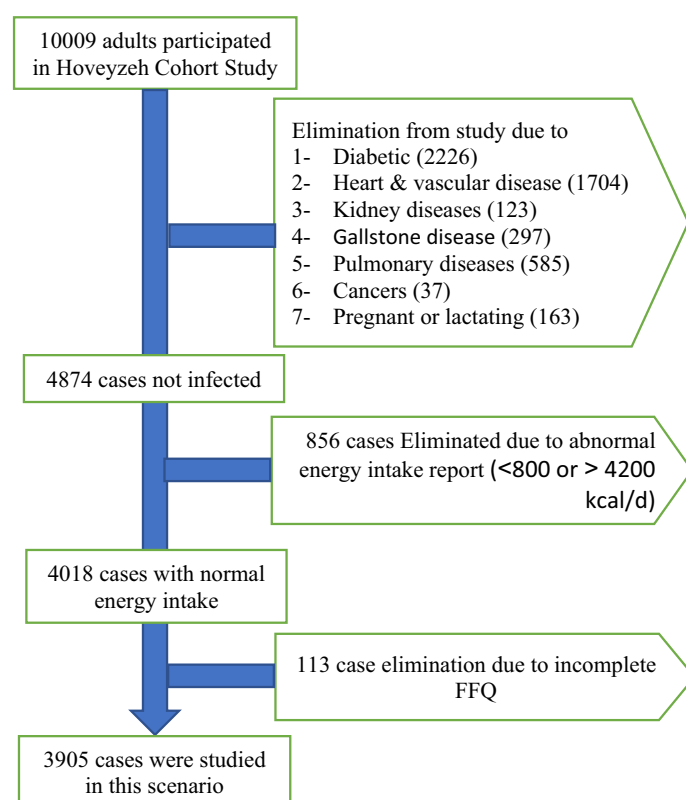 10009 adults participated
in Hoveyzeh Cohort Study
Elimination from study due to
1- Diabetic (2226)
2- Heart & vascular disease (1704)
3- Kidney diseases (123)
4- Gallstone disease (297)
5- Pulmonary diseases (585)
6- Cancers (37)
7- Pregnant or lactating (163)
4874 cases not infected
856 cases Eliminated due to abnormal
energy intake report (<800 or > 4200
kcal/d)
4018 cases with normal
energy intake
113 case elimination due to incomplete
FFQ
3905 cases were studied
in this scenario